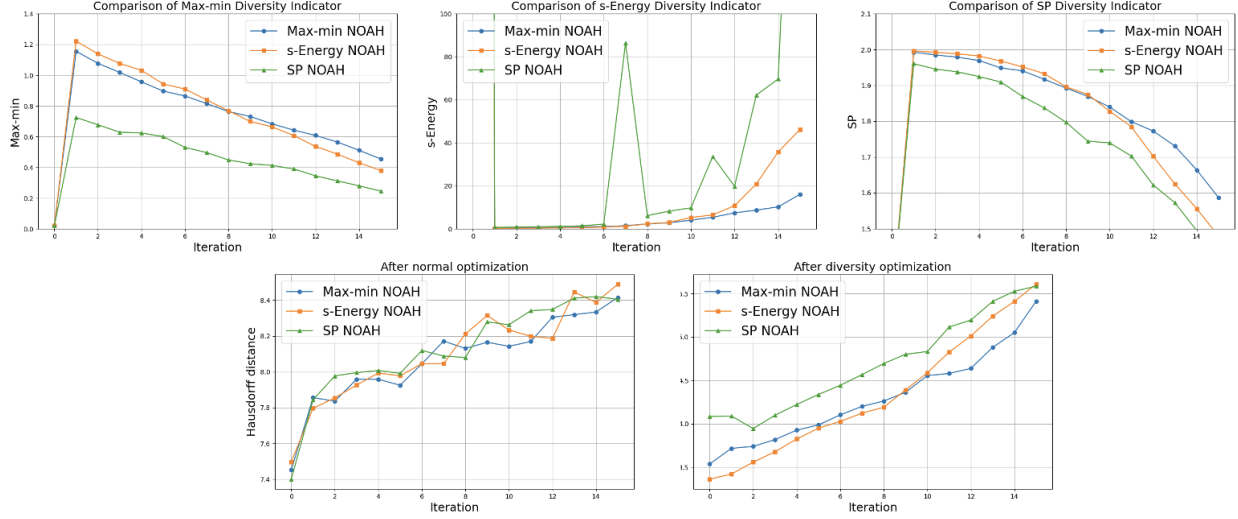 Comparison of Max-min Diversity Indicator
Max-min NOAH
s-Energy NOAH
SP NOAH
1.4
1.2
1.0
0.8
0.6
0.4
0.2
0.0
Max-min
0 2 4 6 8 10 12 14
Iteration
Comparison of s-Energy Diversity Indicator
Max-min NOAH
s-Energy NOAH
SP NOAH
100
80
60
40
20
0
s-Energy
0 2 4 6 8 10 12 14
Iteration
Comparison of SP Diversity Indicator
Max-min NOAH
s-Energy NOAH
SP NOAH
2.1
2.0
1.9
1.8
1.7
1.6
1.5
SP
0 2 4 6 8 10 12 14
Iteration
After normal optimization
Max-min NOAH
s-Energy NOAH
SP NOAH
8.4
8.2
8.0
7.8
7.6
7.4
Hausdorff distance
0 2 4 6 8 10 12 14
Iteration
After diversity optimization
Max-min NOAH
s-Energy NOAH
SP NOAH
0 2 4 6 8 10 12 14
Iteration